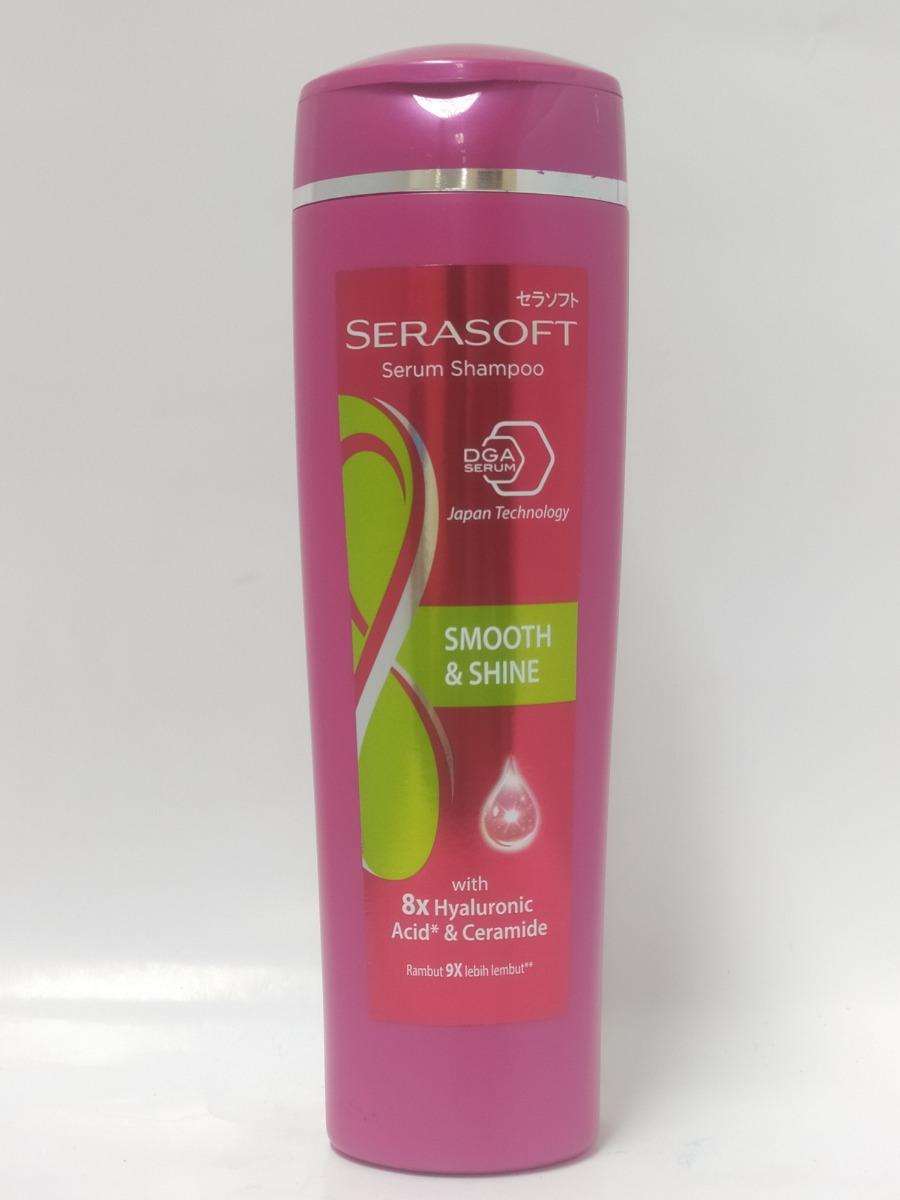 セラソフト
SERASOFT
Serum Shampoo
DGA
SERUM
Japan Technology
SMOOTH
& SHINE
with
8x Hyaluronic
Acid* & Ceramide
Rambut 9X lebih lembut**